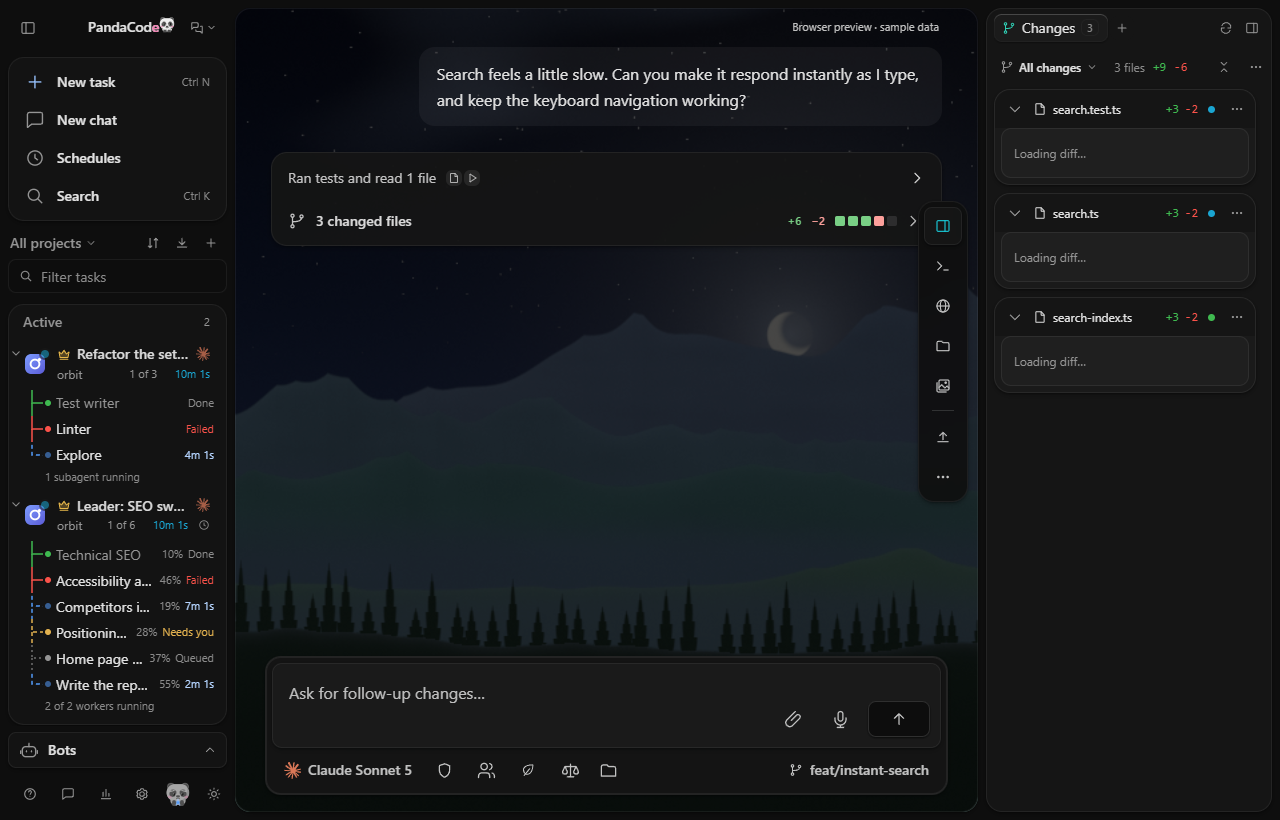 PandaCode
New task Ctrl N
New chat
Schedules
Search Ctrl K
All projects
Filter tasks
Active 2
Refactor the set...
orbit 1 of 3 10m 1s
Test writer Done
Linter Failed
Explore 4m 1s
1 subagent running
Leader: SEO sw...
orbit 1 of 6 10m 1s
Technical SEO 10% Done
Accessibility a... 46% Failed
Competitors i... 19% 7m 1s
Positionin... 28% Needs you
Home page ... 37% Queued
Write the rep... 55% 2m 1s
2 of 2 workers running
Bots
Browser preview · sample data
Search feels a little slow. Can you make it respond instantly as I type,
and keep the keyboard navigation working?
Ran tests and read 1 file
3 changed files +6 −2
Ask for follow-up changes...
Claude Sonnet 5 feat/instant-search
Changes 3
All changes 3 files +9 -6
search.test.ts +3 -2
Loading diff...
search.ts +3 -2
Loading diff...
search-index.ts +3 -2
Loading diff...